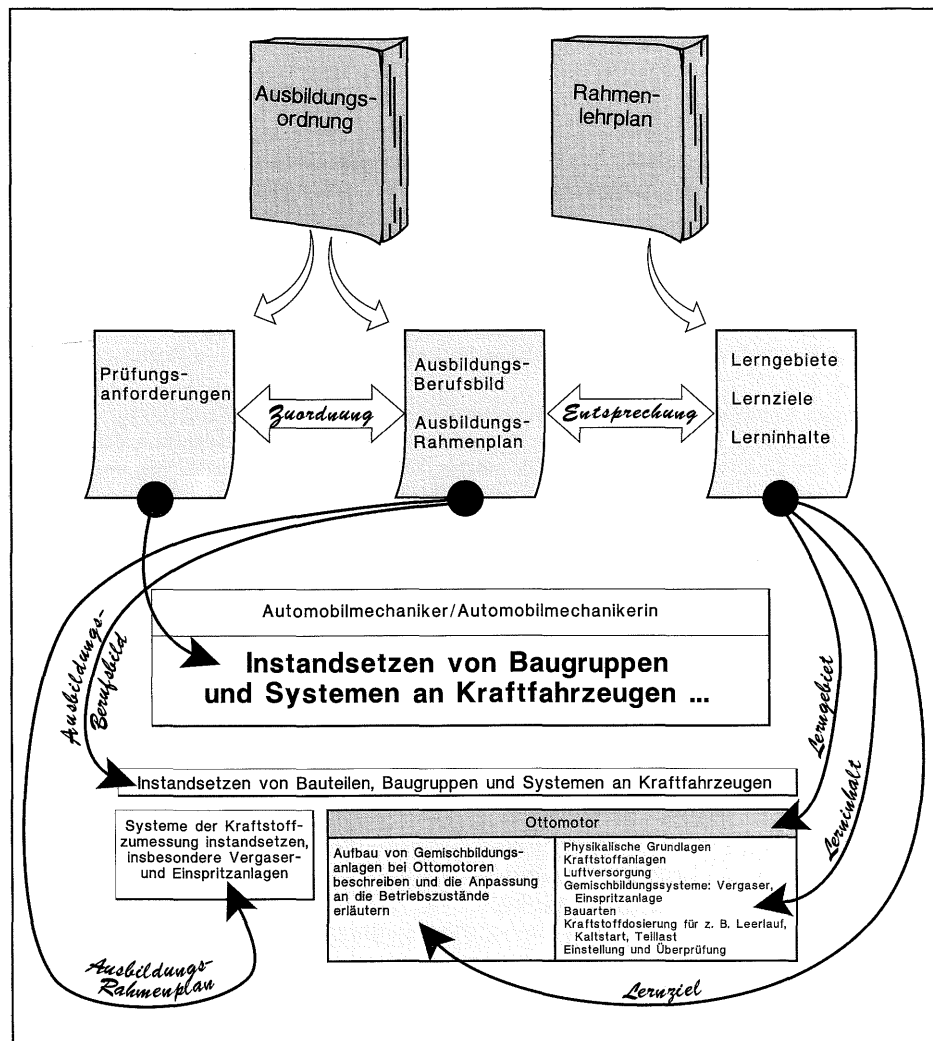 Ausbildungs-
ordnung
Rahmen-
lehrplan
Prüfungs-
anforderungen
Zuordnung
Ausbildungs-
Berufsbild
Ausbildungs-
Rahmenplan
Entsprechung
Lerngebiete
Lernziele
Lerninhalte
Ausbildungs-
Berufsbild
Automobilmechaniker/Automobilmechanikerin
Instandsetzen von Baugruppen
und Systemen an Kraftfahrzeugen ...
Lerngebiet
Lerninhalt
Instandsetzen von Bauteilen, Baugruppen und Systemen an Kraftfahrzeugen
Systeme der Kraftstoff-
zumessung instandsetzen,
insbesondere Vergaser-
und Einspritzanlagen
Ottomotor
Aufbau von Gemischbildungs-
anlagen bei Ottomotoren
beschreiben und die Anpassung
an die Betriebszustände
erläutern
Physikalische Grundlagen
Kraftstoffanlagen
Luftversorgung
Gemischbildungssysteme: Vergaser,
Einspritzanlage
Bauarten
Kraftstoffdosierung für z. B. Leerlauf,
Kaltstart, Teillast
Einstellung und Überprüfung
Ausbildungs-
Rahmenplan
Lernziel